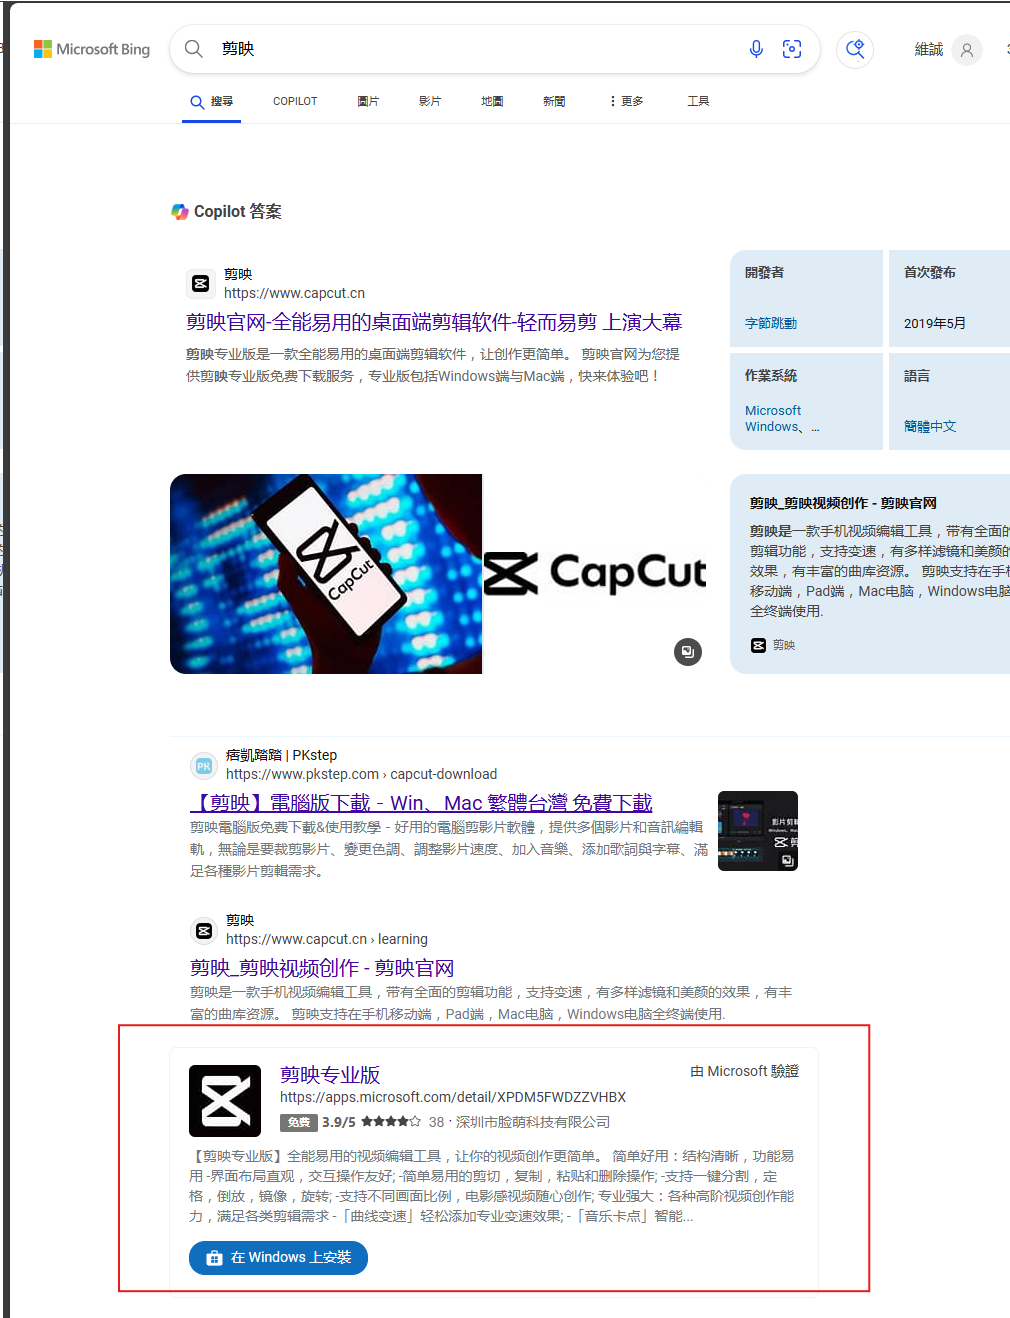 Microsoft Bing
剪映
維誠
搜尋
COPILOT
圖片
影片
地圖
新聞
更多
工具
Copilot 答案
剪映
https://www.capcut.cn
剪映官网-全能易用的桌面端剪辑软件-轻而易剪 上演大幕
剪映专业版是一款全能易用的桌面端剪辑软件，让创作更简单。 剪映官网为您提
供剪映专业版免费下载服务，专业版包括Windows端与Mac端，快来体验吧！
開發者
字節跳動
首次發布
2019年5月
作業系統
Microsoft
Windows、...
語言
簡體中文
CapCut
CapCut
剪映_剪映视频创作 - 剪映官网
剪映是一款手机视频编辑工具，带有全面的
剪辑功能，支持变速，有多样滤镜和美颜的
效果，有丰富的曲库资源。 剪映支持在手机
移动端，Pad端，Mac电脑，Windows电脑
全终端使用.
剪映
PK
痞凱踏踏 | PKstep
https://www.pkstep.com › capcut-download
【剪映】電腦版下載 - Win、Mac 繁體台灣 免費下載
剪映電腦版免費下載&使用教學 - 好用的電腦剪影片軟體，提供多個影片和音訊編輯
軌，無論是要裁剪影片、變更色調、調整影片速度、加入音樂、添加歌詞與字幕、滿
足各種影片剪輯需求。
剪映
https://www.capcut.cn › learning
剪映_剪映视频创作 - 剪映官网
剪映是一款手机视频编辑工具，带有全面的剪辑功能，支持变速，有多样滤镜和美颜的效果，有丰
富的曲库资源。 剪映支持在手机移动端，Pad端，Mac电脑，Windows电脑全终端使用.
剪映专业版
由 Microsoft 驗證
https://apps.microsoft.com/detail/XPDM5FWDZZVHBX
免費 3.9/5 ★★★★☆ 38 · 深圳市脸萌科技有限公司
【剪映专业版】全能易用的视频编辑工具，让你的视频创作更简单。 简单好用：结构清晰，功能易
用 -界面布局直观，交互操作友好; -简单易用的剪切，复制，粘贴和删除操作; -支持一键分割，定
格，倒放，镜像，旋转; -支持不同画面比例，电影感视频随心创作; 专业强大：各种高阶视频创作能
力，满足各类剪辑需求 -「曲线变速」轻松添加专业变速效果; -「音乐卡点」智能...
在 Windows 上安裝